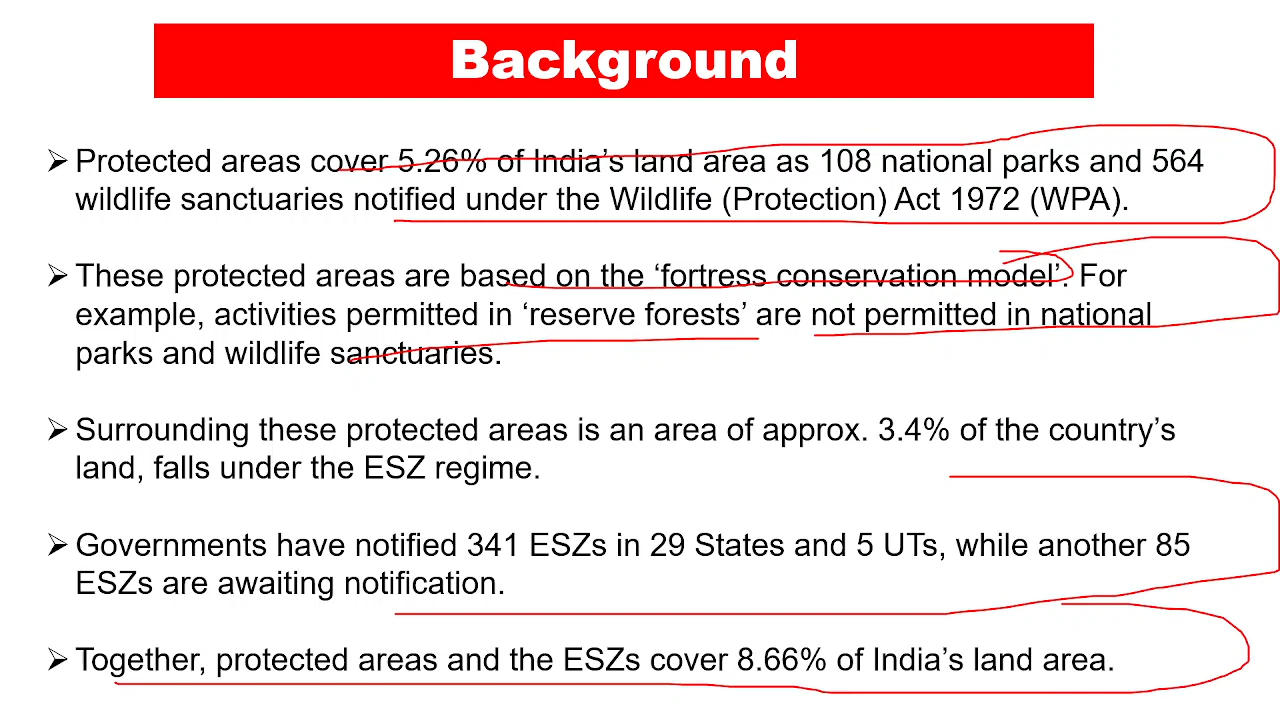 Background
➢ Protected areas cover 5.26% of India’s land area as 108 national parks and 564
wildlife sanctuaries notified under the Wildlife (Protection) Act 1972 (WPA).
➢ These protected areas are based on the ‘fortress conservation model’. For
example, activities permitted in ‘reserve forests’ are not permitted in national
parks and wildlife sanctuaries.
➢ Surrounding these protected areas is an area of approx. 3.4% of the country’s
land, falls under the ESZ regime.
➢ Governments have notified 341 ESZs in 29 States and 5 UTs, while another 85
ESZs are awaiting notification.
➢ Together, protected areas and the ESZs cover 8.66% of India’s land area.